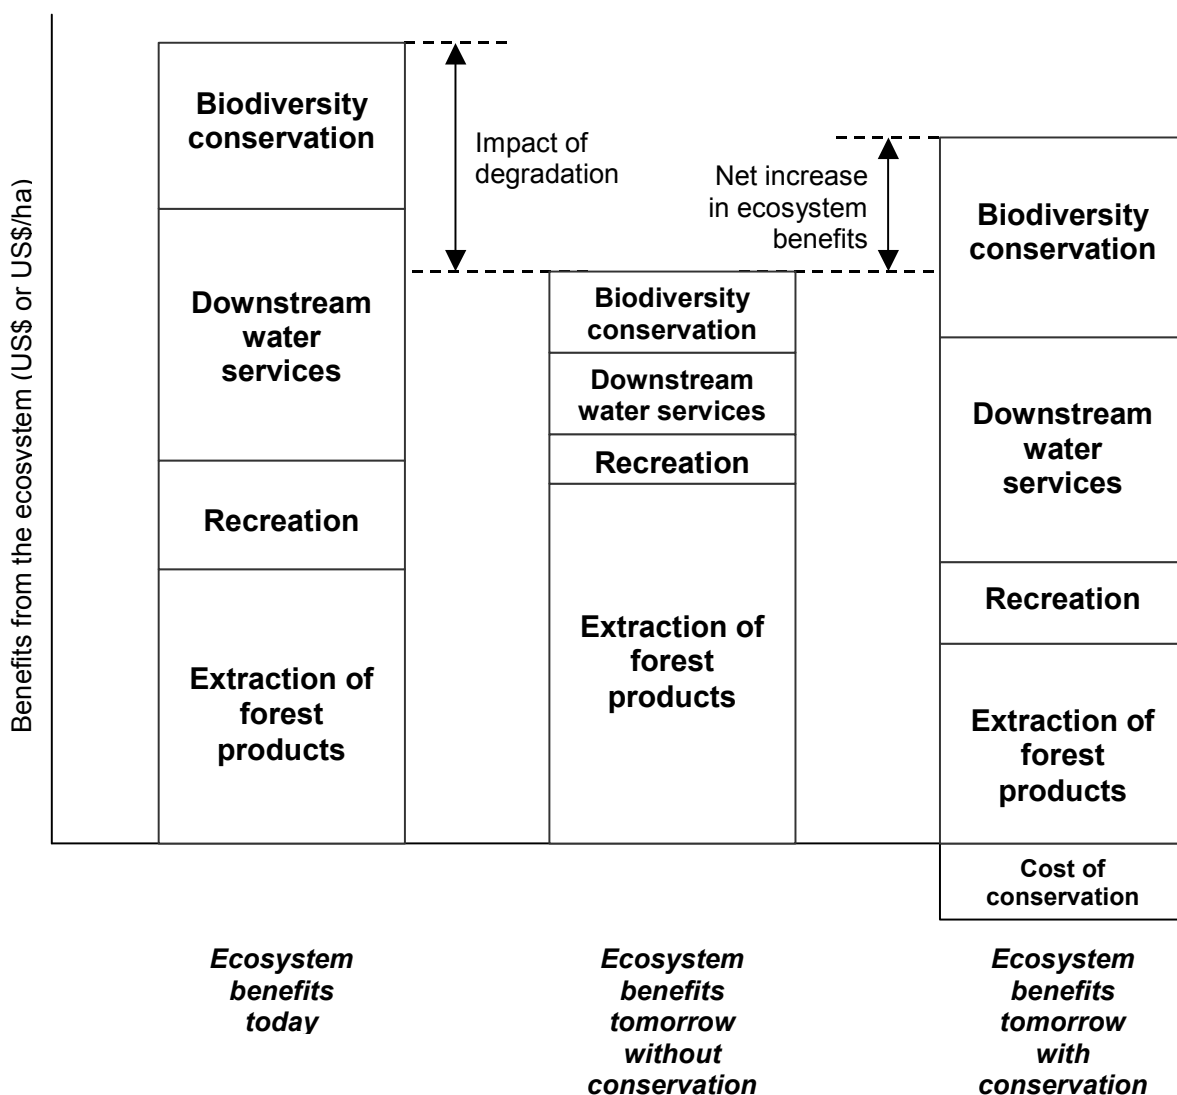 Benefits from the ecosystem (US$ or US$/ha)
Biodiversity
conservation
Downstream
water
services
Recreation
Extraction of
forest
products
Impact of
degradation
Biodiversity
conservation
Downstream
water services
Recreation
Extraction of
forest
products
Net increase
in ecosystem
benefits
Biodiversity
conservation
Downstream
water
services
Recreation
Extraction of
forest
products
Cost of
conservation
Ecosystem
benefits
today
Ecosystem
benefits
tomorrow
without
conservation
Ecosystem
benefits
tomorrow
with
conservation